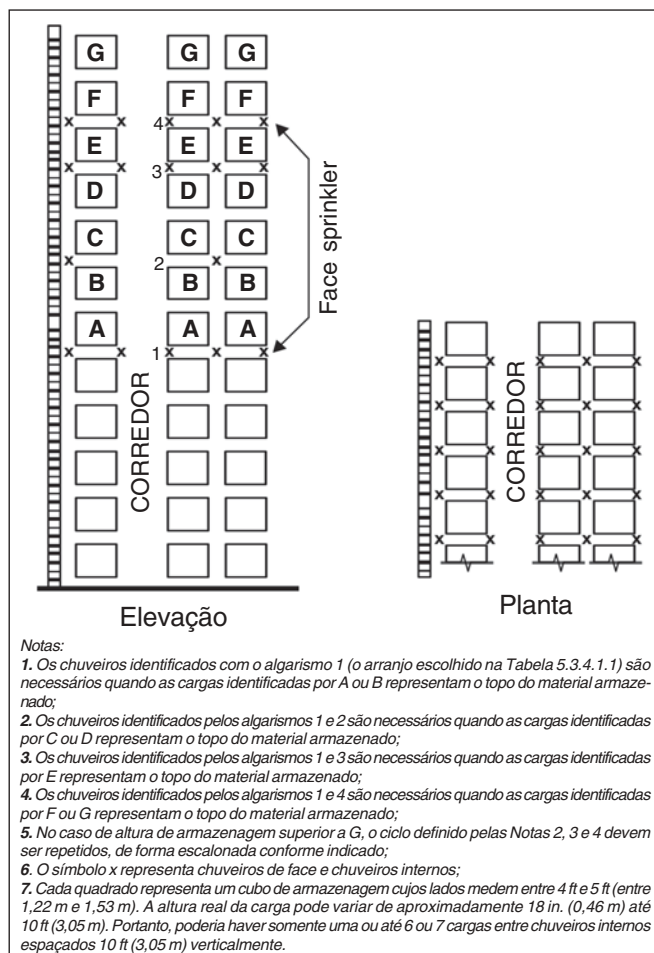 G G G
F F F
4
E E E
3
D D D
C C C
2
B B B
A A A
1
Face sprinkler
CORREDOR
Elevação
CORREDOR
Planta
Notas:
1. Os chuveiros identificados com o algarismo 1 (o arranjo escolhido na Tabela 5.3.4.1.1) são
necessários quando as cargas identificadas por A ou B representam o topo do material armaze-
nado;
2. Os chuveiros identificados pelos algarismos 1 e 2 são necessários quando as cargas identificadas
por C ou D representam o topo do material armazenado;
3. Os chuveiros identificados pelos algarismos 1 e 3 são necessários quando as cargas identificadas
por E representam o topo do material armazenado;
4. Os chuveiros identificados pelos algarismos 1 e 4 são necessários quando as cargas identificadas
por F ou G representam o topo do material armazenado;
5. No caso de altura de armazenagem superior a G, o ciclo definido pelas Notas 2, 3 e 4 devem
ser repetidos, de forma escalonada conforme indicado;
6. O símbolo x representa chuveiros de face e chuveiros internos;
7. Cada quadrado representa um cubo de armazenagem cujos lados medem entre 4 ft e 5 ft (entre
1,22 m e 1,53 m). A altura real da carga pode variar de aproximadamente 18 in. (0,46 m) até
10 ft (3,05 m). Portanto, poderia haver somente uma ou até 6 ou 7 cargas entre chuveiros internos
espaçados 10 ft (3,05 m) verticalmente.